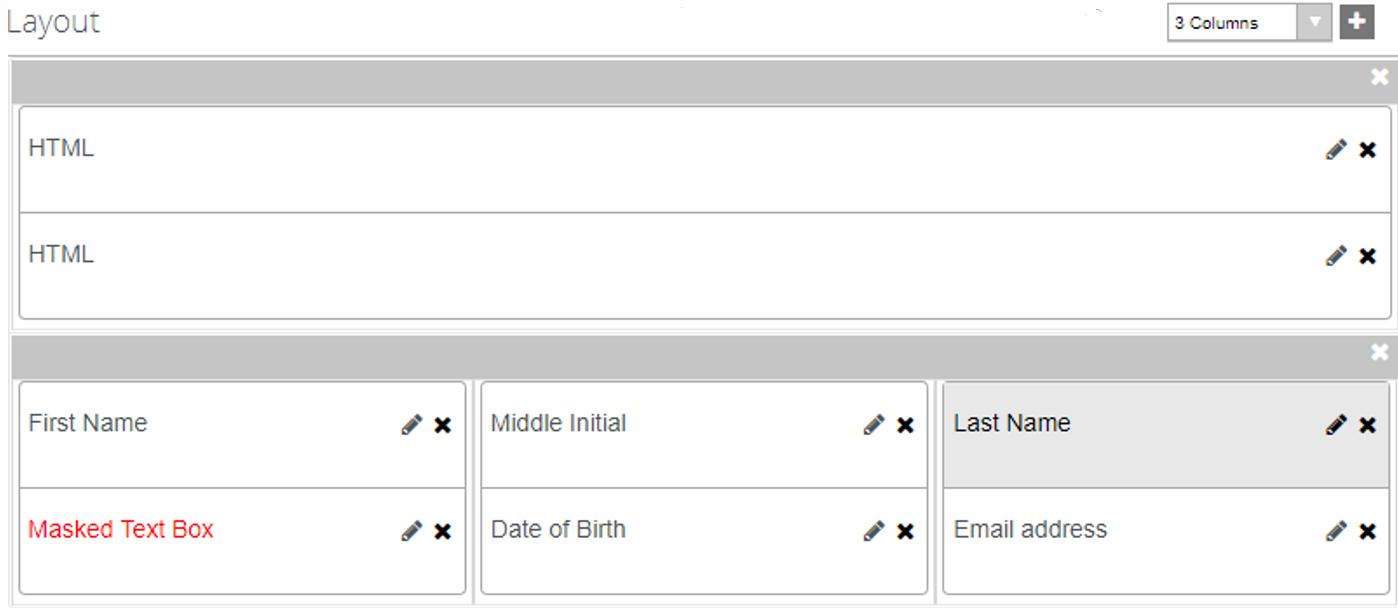 Layout
3 Columns
HTML
HTML
First Name
Middle Initial
Last Name
Masked Text Box
Date of Birth
Email address